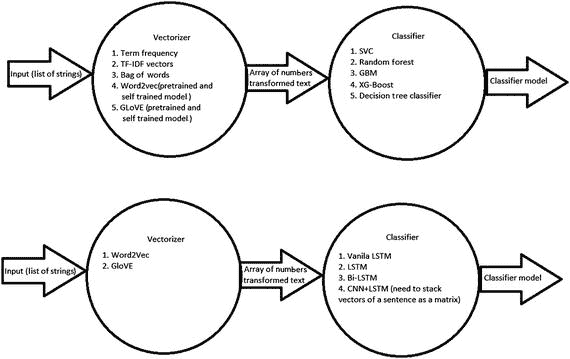 Vectorizer
1. Term frequency
2. TF-IDF vectors
3. Bag of words
4. Word2vec(pretrained and
self trained model.)
5. GLoVE (pretrained and
self trained model.)
Input (list of strings)
Array of numbers
transformed text
Classifier
1. SVC
2. Random forest
3. GBM
4. XG-Boost
5. Decision tree classifier
Classifier model
Vectorizer
1. Word2Vec
2. GloVE
Input (list of strings)
Array of numbers
transformed text
Classifier
1. Vanila LSTM
2. LSTM
3. Bi-LSTM
4. CNN+LSTM (need to stack
vectors of a sentence as a matrix)
Classifier model